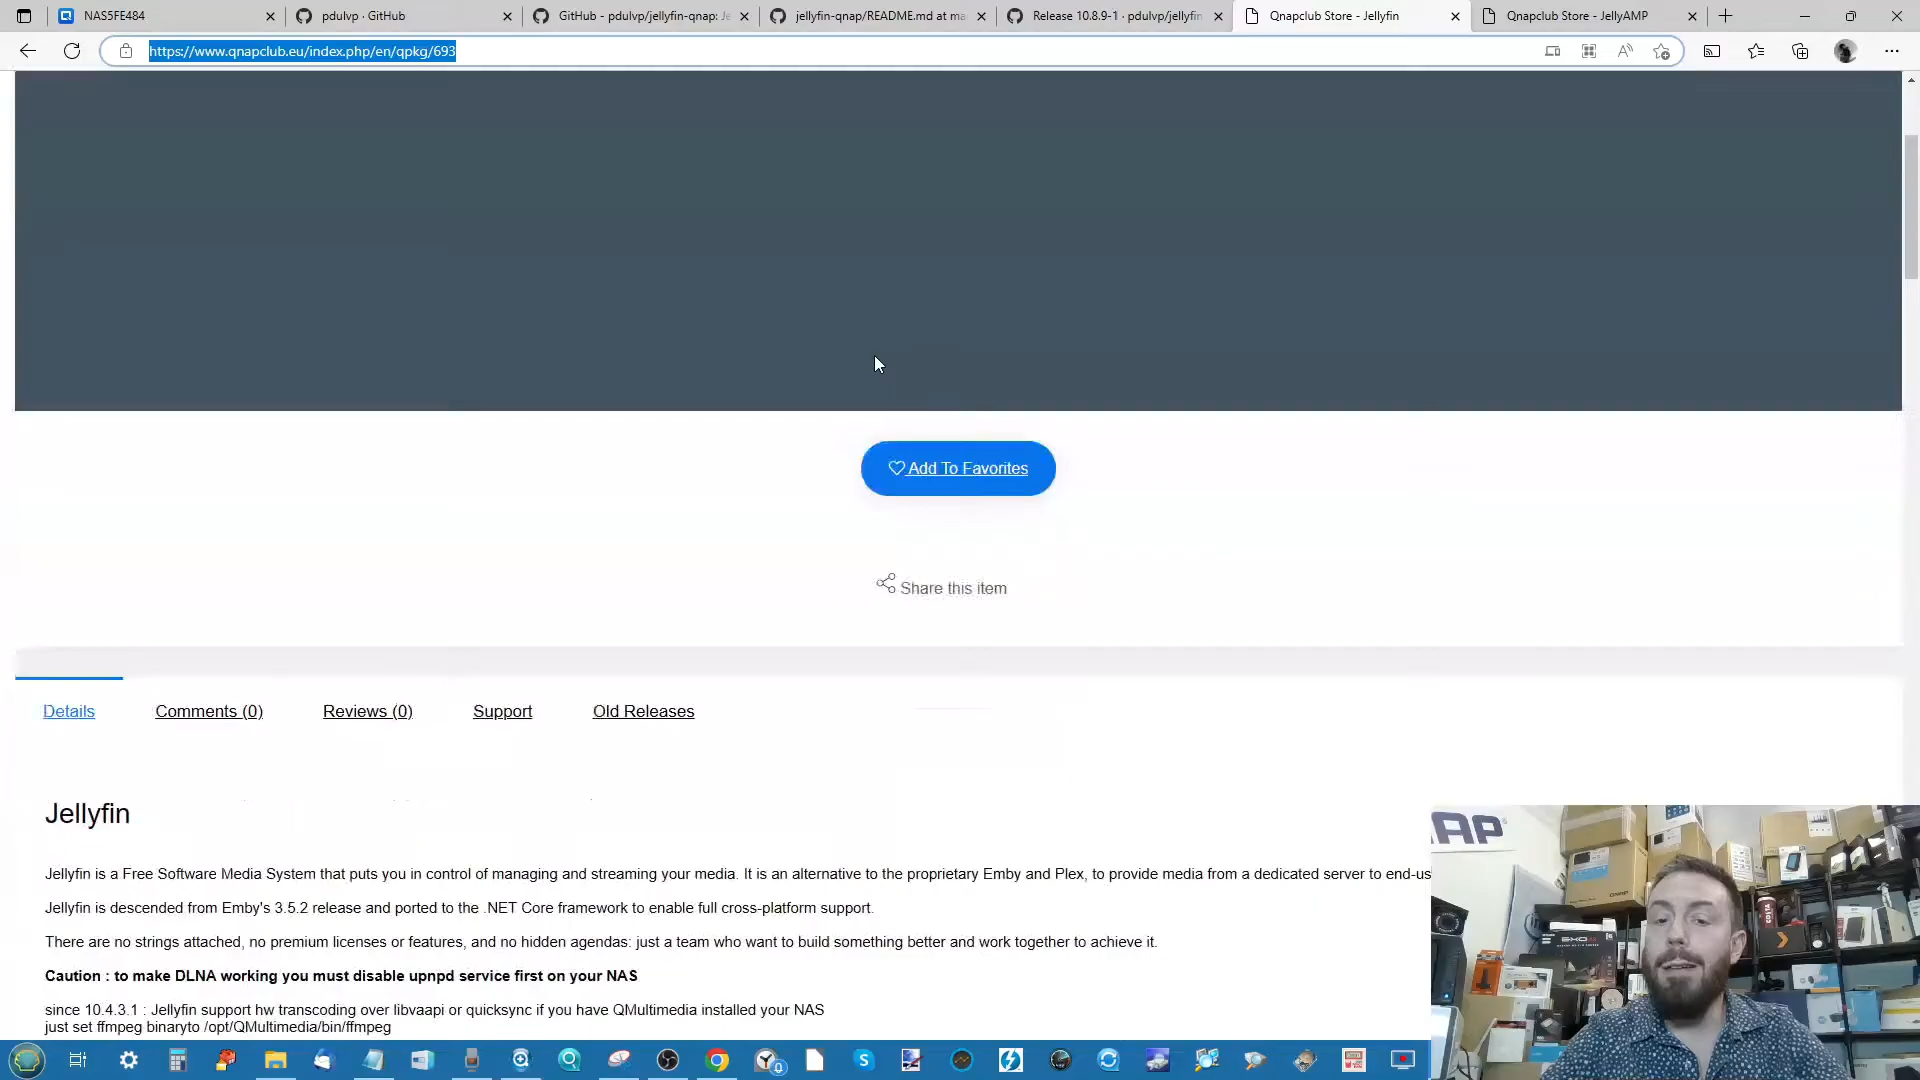 NAS5FE484
pdulvp · GitHub
GitHub - pdulvp/jellyfin-qnap: Je
jellyfin-qnap/README.md at ma
Release 10.8.9-1 · pdulvp/jellyfin
Qnapclub Store - Jellyfin
Qnapclub Store - JellyAMP
https://www.qnapclub.eu/index.php/en/qpkg/693
Add To Favorites
Share this item
Details
Comments (0)
Reviews (0)
Support
Old Releases
Jellyfin
Jellyfin is a Free Software Media System that puts you in control of managing and streaming your media. It is an alternative to the proprietary Emby and Plex, to provide media from a dedicated server to end-us
Jellyfin is descended from Emby's 3.5.2 release and ported to the .NET Core framework to enable full cross-platform support.
There are no strings attached, no premium licenses or features, and no hidden agendas: just a team who want to build something better and work together to achieve it.
Caution : to make DLNA working you must disable upnpd service first on your NAS
since 10.4.3.1 : Jellyfin support hw transcoding over libvaapi or quicksync if you have QMultimedia installed your NAS
just set ffmpeg binaryto /opt/QMultimedia/bin/ffmpeg
AP
COSTA